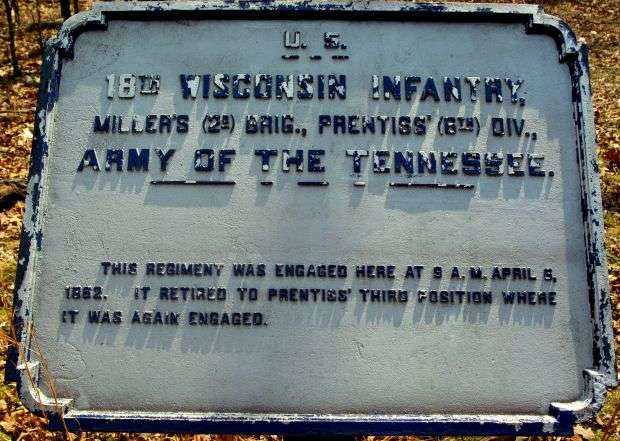 U. S.
18TH WISCONSIN INFANTRY,
MILLER'S (2D) BRIG., PRENTISS' (6TH) DIV.,
ARMY OF THE TENNESSEE.
THIS REGIMENT WAS ENGAGED HERE AT 9 A.M. APRIL 6,
1862. IT RETIRED TO PRENTISS' THIRD POSITION WHERE
IT WAS AGAIN ENGAGED.